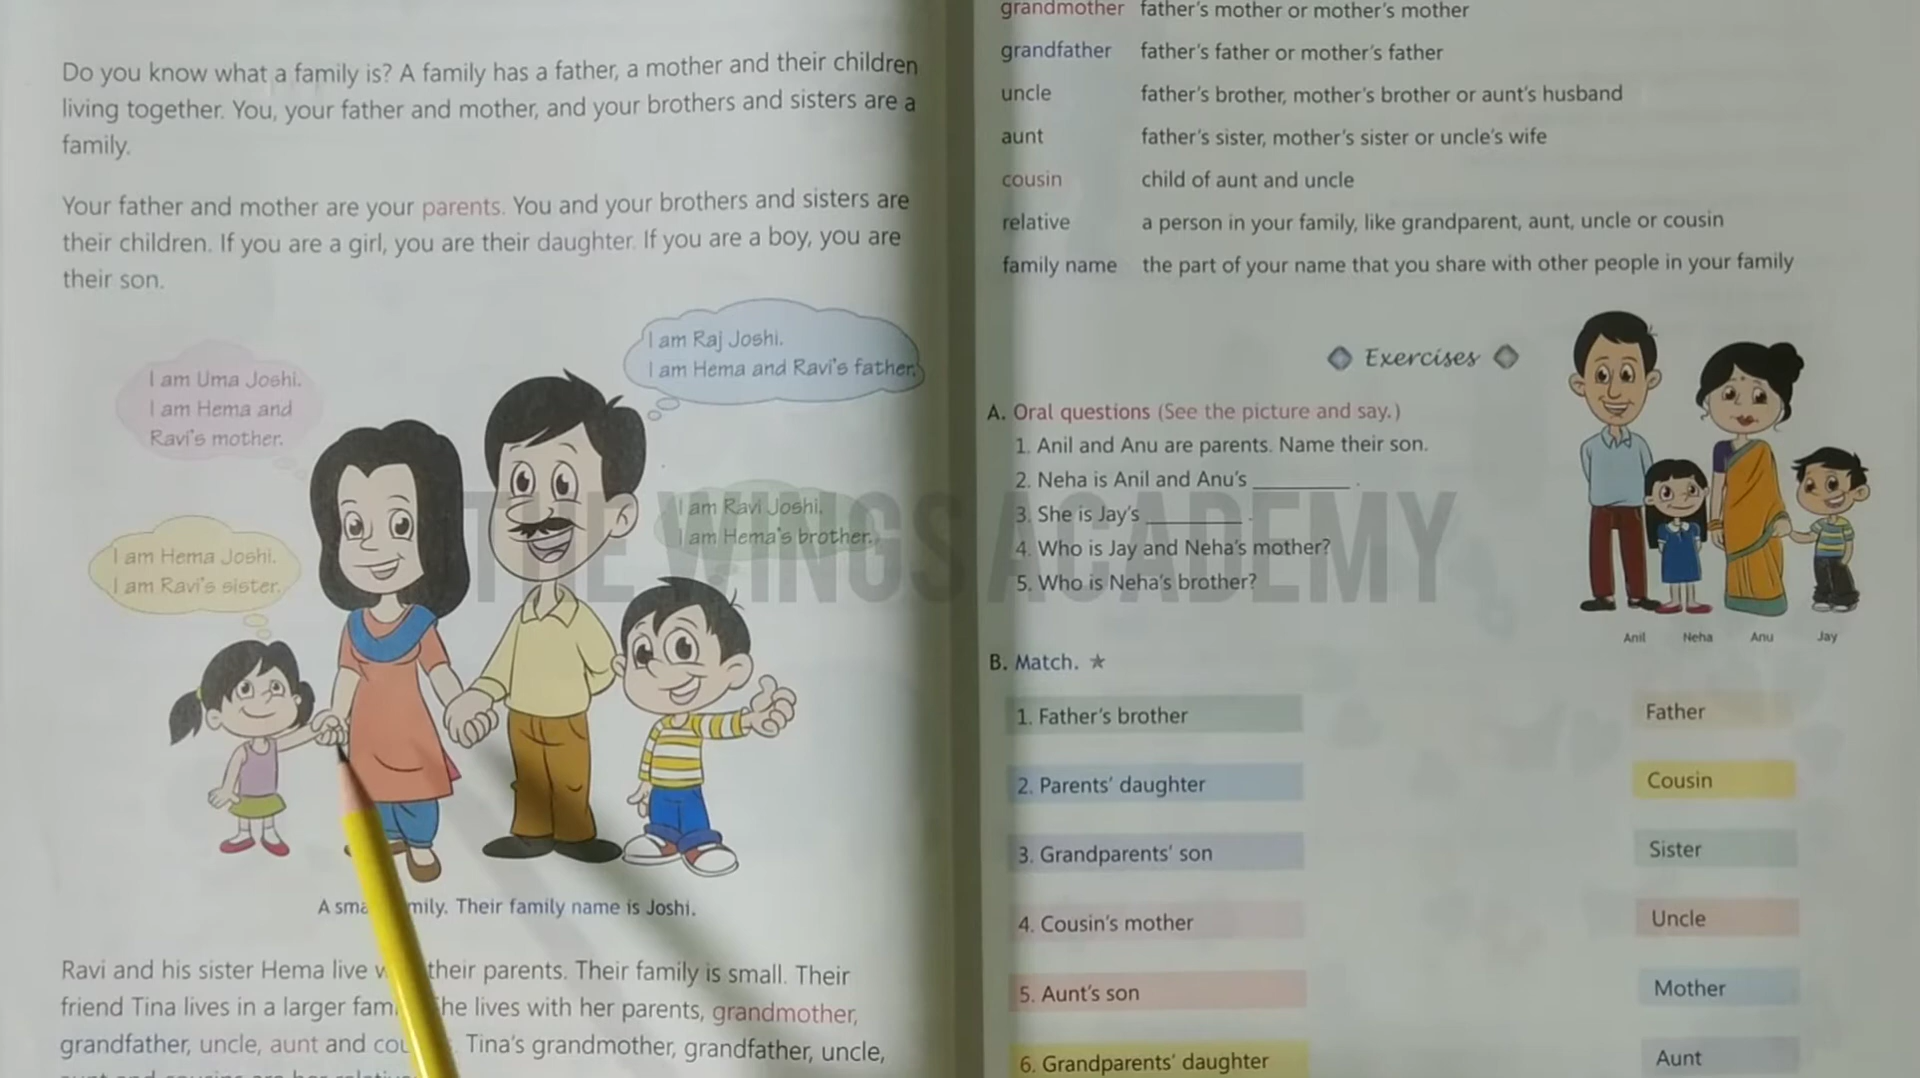 Do you know what a family is? A family has a father, a mother and their children
living together. You, your father and mother, and your brothers and sisters are a
family.
Your father and mother are your parents. You and your brothers and sisters are
their children. If you are a girl, you are their daughter. If you are a boy, you are
their son.
I am Raj Joshi.
I am Hema and Ravi's father.
I am Uma Joshi.
I am Hema and
Ravi's mother.
I am Ravi Joshi.
I am Hema's brother.
I am Hema Joshi.
I am Ravi's sister.
A sma mily. Their family name is Joshi.
Ravi and his sister Hema live their parents. Their family is small. Their
friend Tina lives in a larger fam he lives with her parents, grandmother,
grandfather, uncle, aunt and Tina's grandmother, grandfather, uncle,
grandmother father's mother or mother's mother
grandfather father's father or mother's father
uncle father's brother, mother's brother or aunt's husband
aunt father's sister, mother's sister or uncle's wife
cousin child of aunt and uncle
relative a person in your family, like grandparent, aunt, uncle or cousin
family name the part of your name that you share with other people in your family
Exercises
A. Oral questions (See the picture and say.)
1. Anil and Anu are parents. Name their son.
2. Neha is Anil and Anu's ________ .
3. She is Jay's ________ .
4. Who is Jay and Neha's mother?
5. Who is Neha's brother?
Anil Neha Anu Jay
B. Match. ★
1. Father's brother Father
2. Parents' daughter Cousin
3. Grandparents' son Sister
4. Cousin's mother Uncle
5. Aunt's son Mother
6. Grandparents' daughter Aunt
THE WINGS ACADEMY